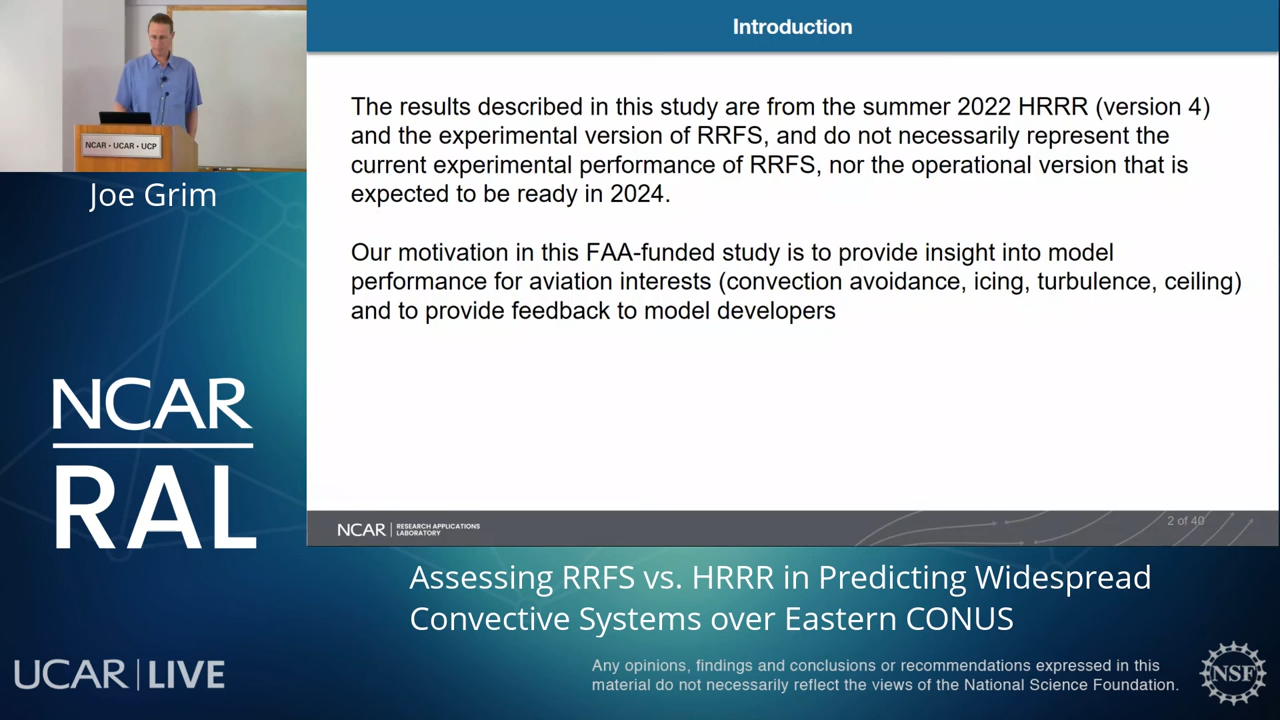 Introduction
The results described in this study are from the summer 2022 HRRR (version 4)
and the experimental version of RRFS, and do not necessarily represent the
current experimental performance of RRFS, nor the operational version that is
expected to be ready in 2024.
Our motivation in this FAA-funded study is to provide insight into model
performance for aviation interests (convection avoidance, icing, turbulence, ceiling)
and to provide feedback to model developers
NCAR • UCAR • UCP
Joe Grim
NCAR
RAL
NCAR
RESEARCH APPLICATIONS
LABORATORY
2 of 40
Assessing RRFS vs. HRRR in Predicting Widespread
Convective Systems over Eastern CONUS
UCAR | LIVE
Any opinions, findings and conclusions or recommendations expressed in this
material do not necessarily reflect the views of the National Science Foundation.
NSF